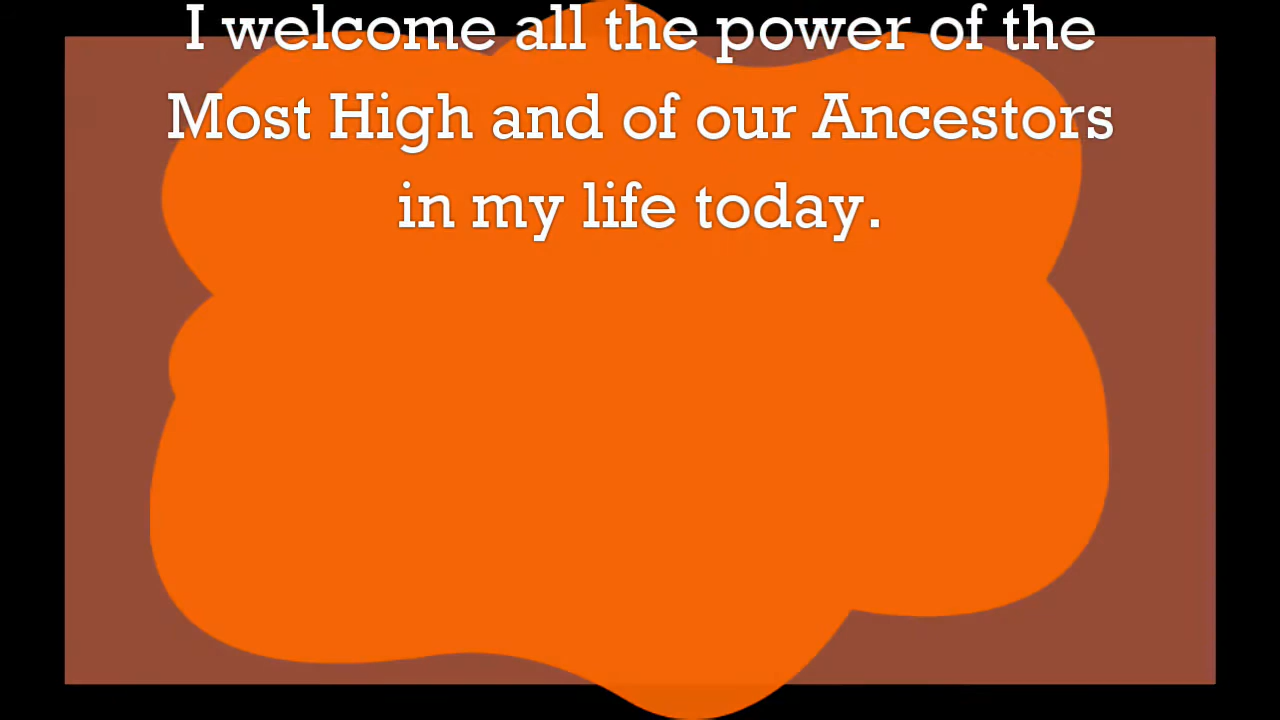 I welcome all the power of the
Most High and of our Ancestors
in my life today.